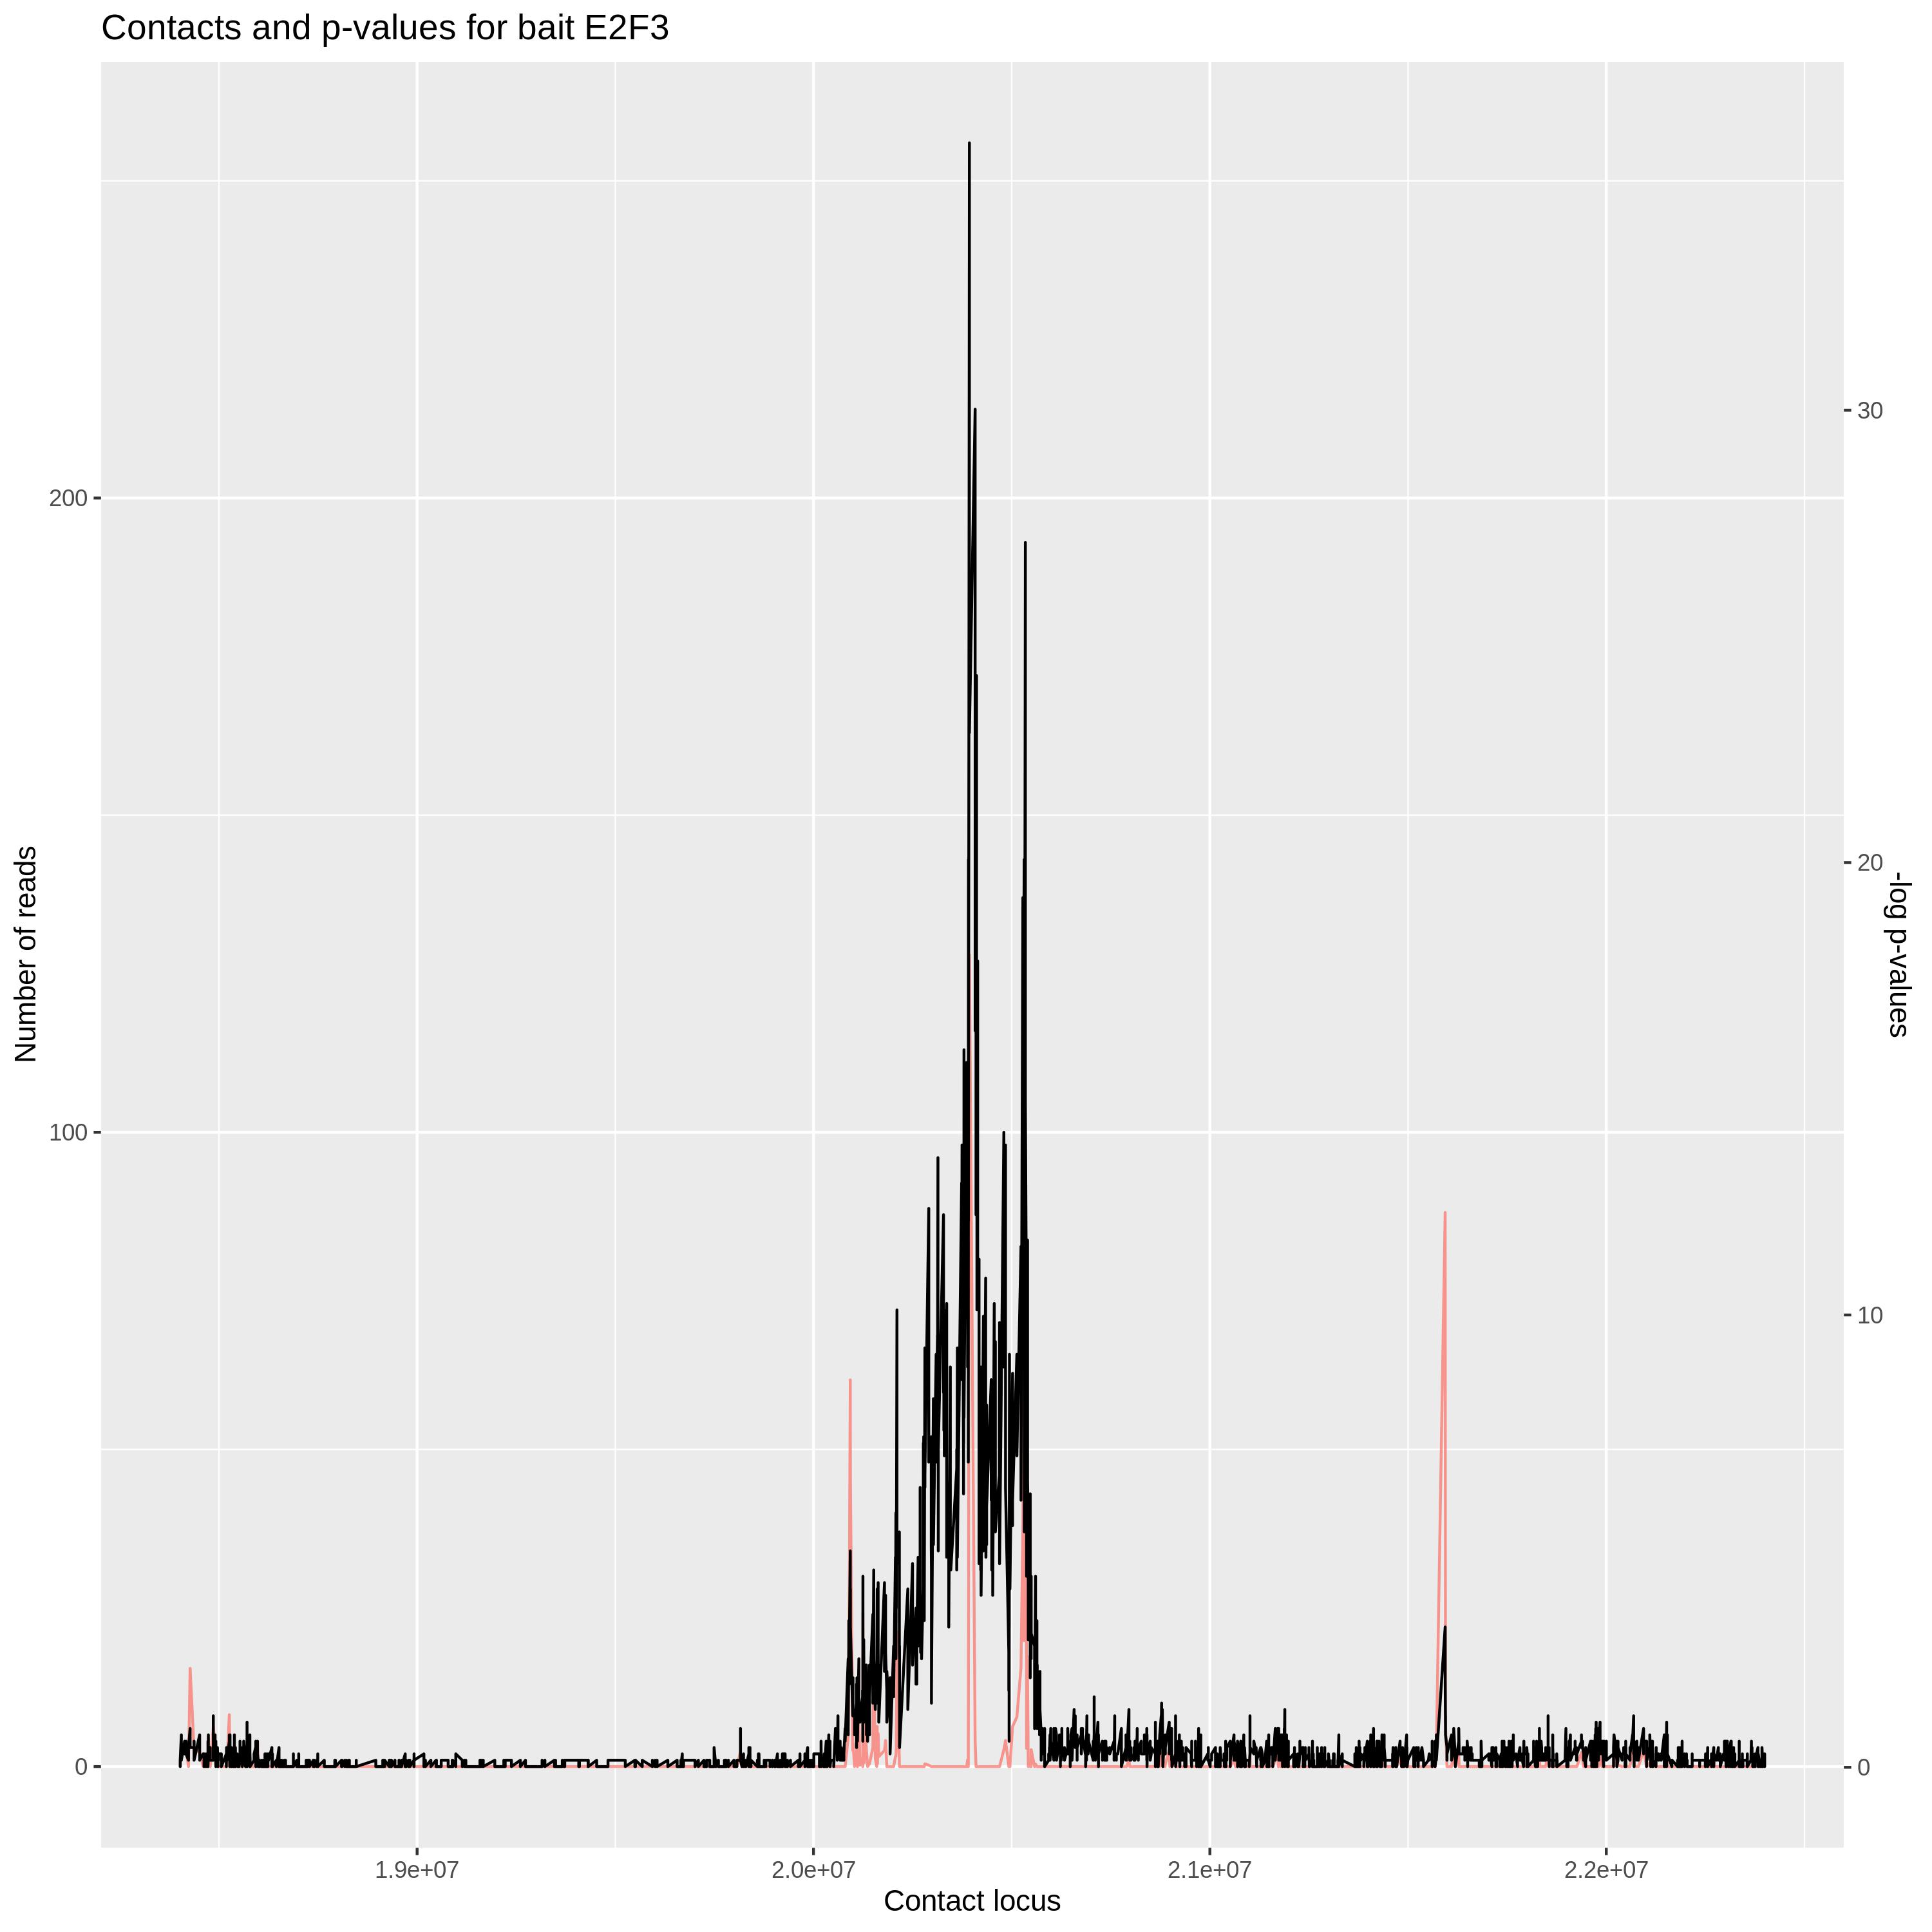 Contacts and p-values for bait E2F3
Number of reads
200
100
0
30
20
10
0
-log p-values
1.9e+07 2.0e+07 2.1e+07 2.2e+07
Contact locus